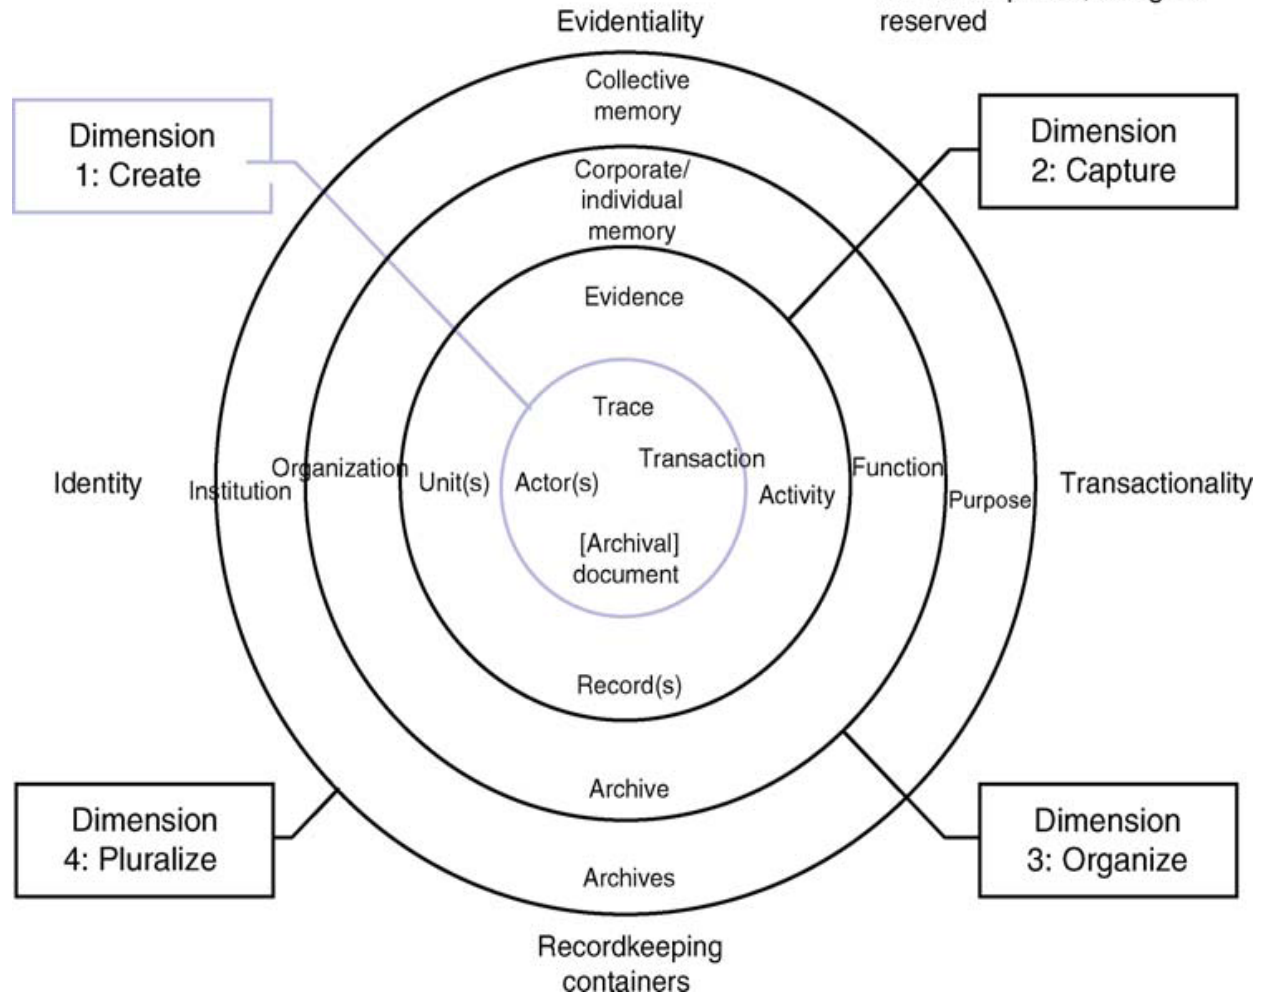 Evidentiality
reserved
Collective
memory
Dimension
1: Create
Dimension
2: Capture
Corporate/
individual
memory
Evidence
Trace
Transaction
Organization
Function
Identity
Institution
Unit(s)
Actor(s)
Activity
Purpose
Transactionality
[Archival]
document
Record(s)
Archive
Dimension
4: Pluralize
Dimension
3: Organize
Archives
Recordkeeping
containers